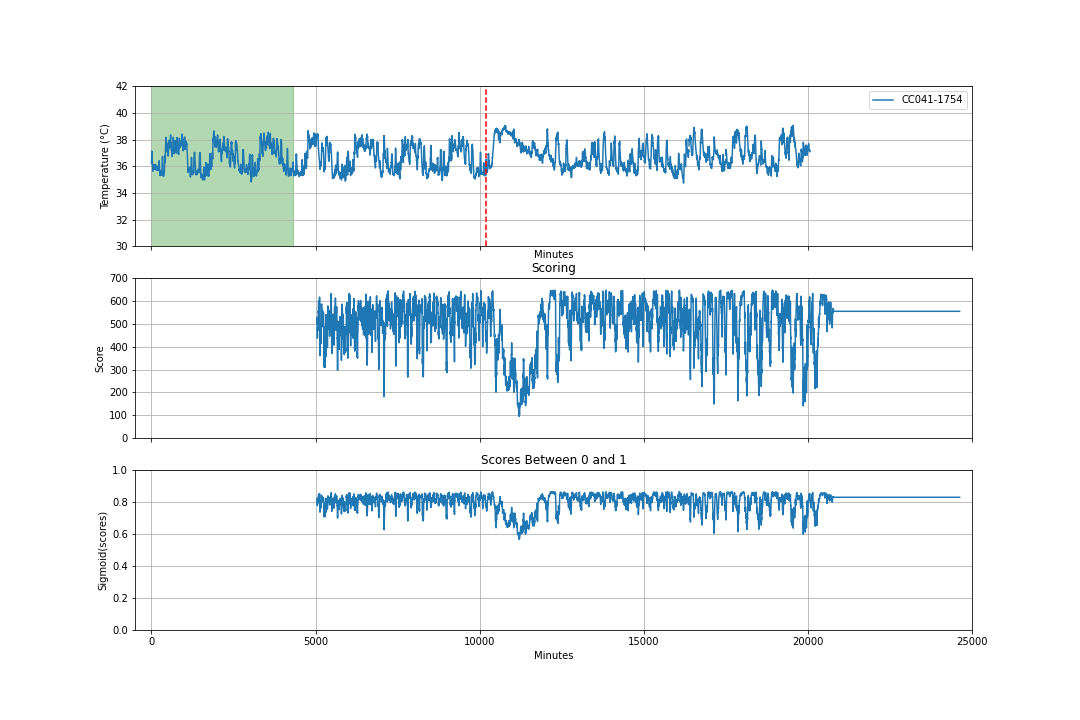 42
40
38
36
34
32
30
Temperature (°C)
CC041-1754
Minutes
Scoring
700
600
500
400
300
200
100
0
Score
Scores Between 0 and 1
1.0
0.8
0.6
0.4
0.2
0.0
Sigmoid(scores)
0 5000 10000 15000 20000 25000
Minutes